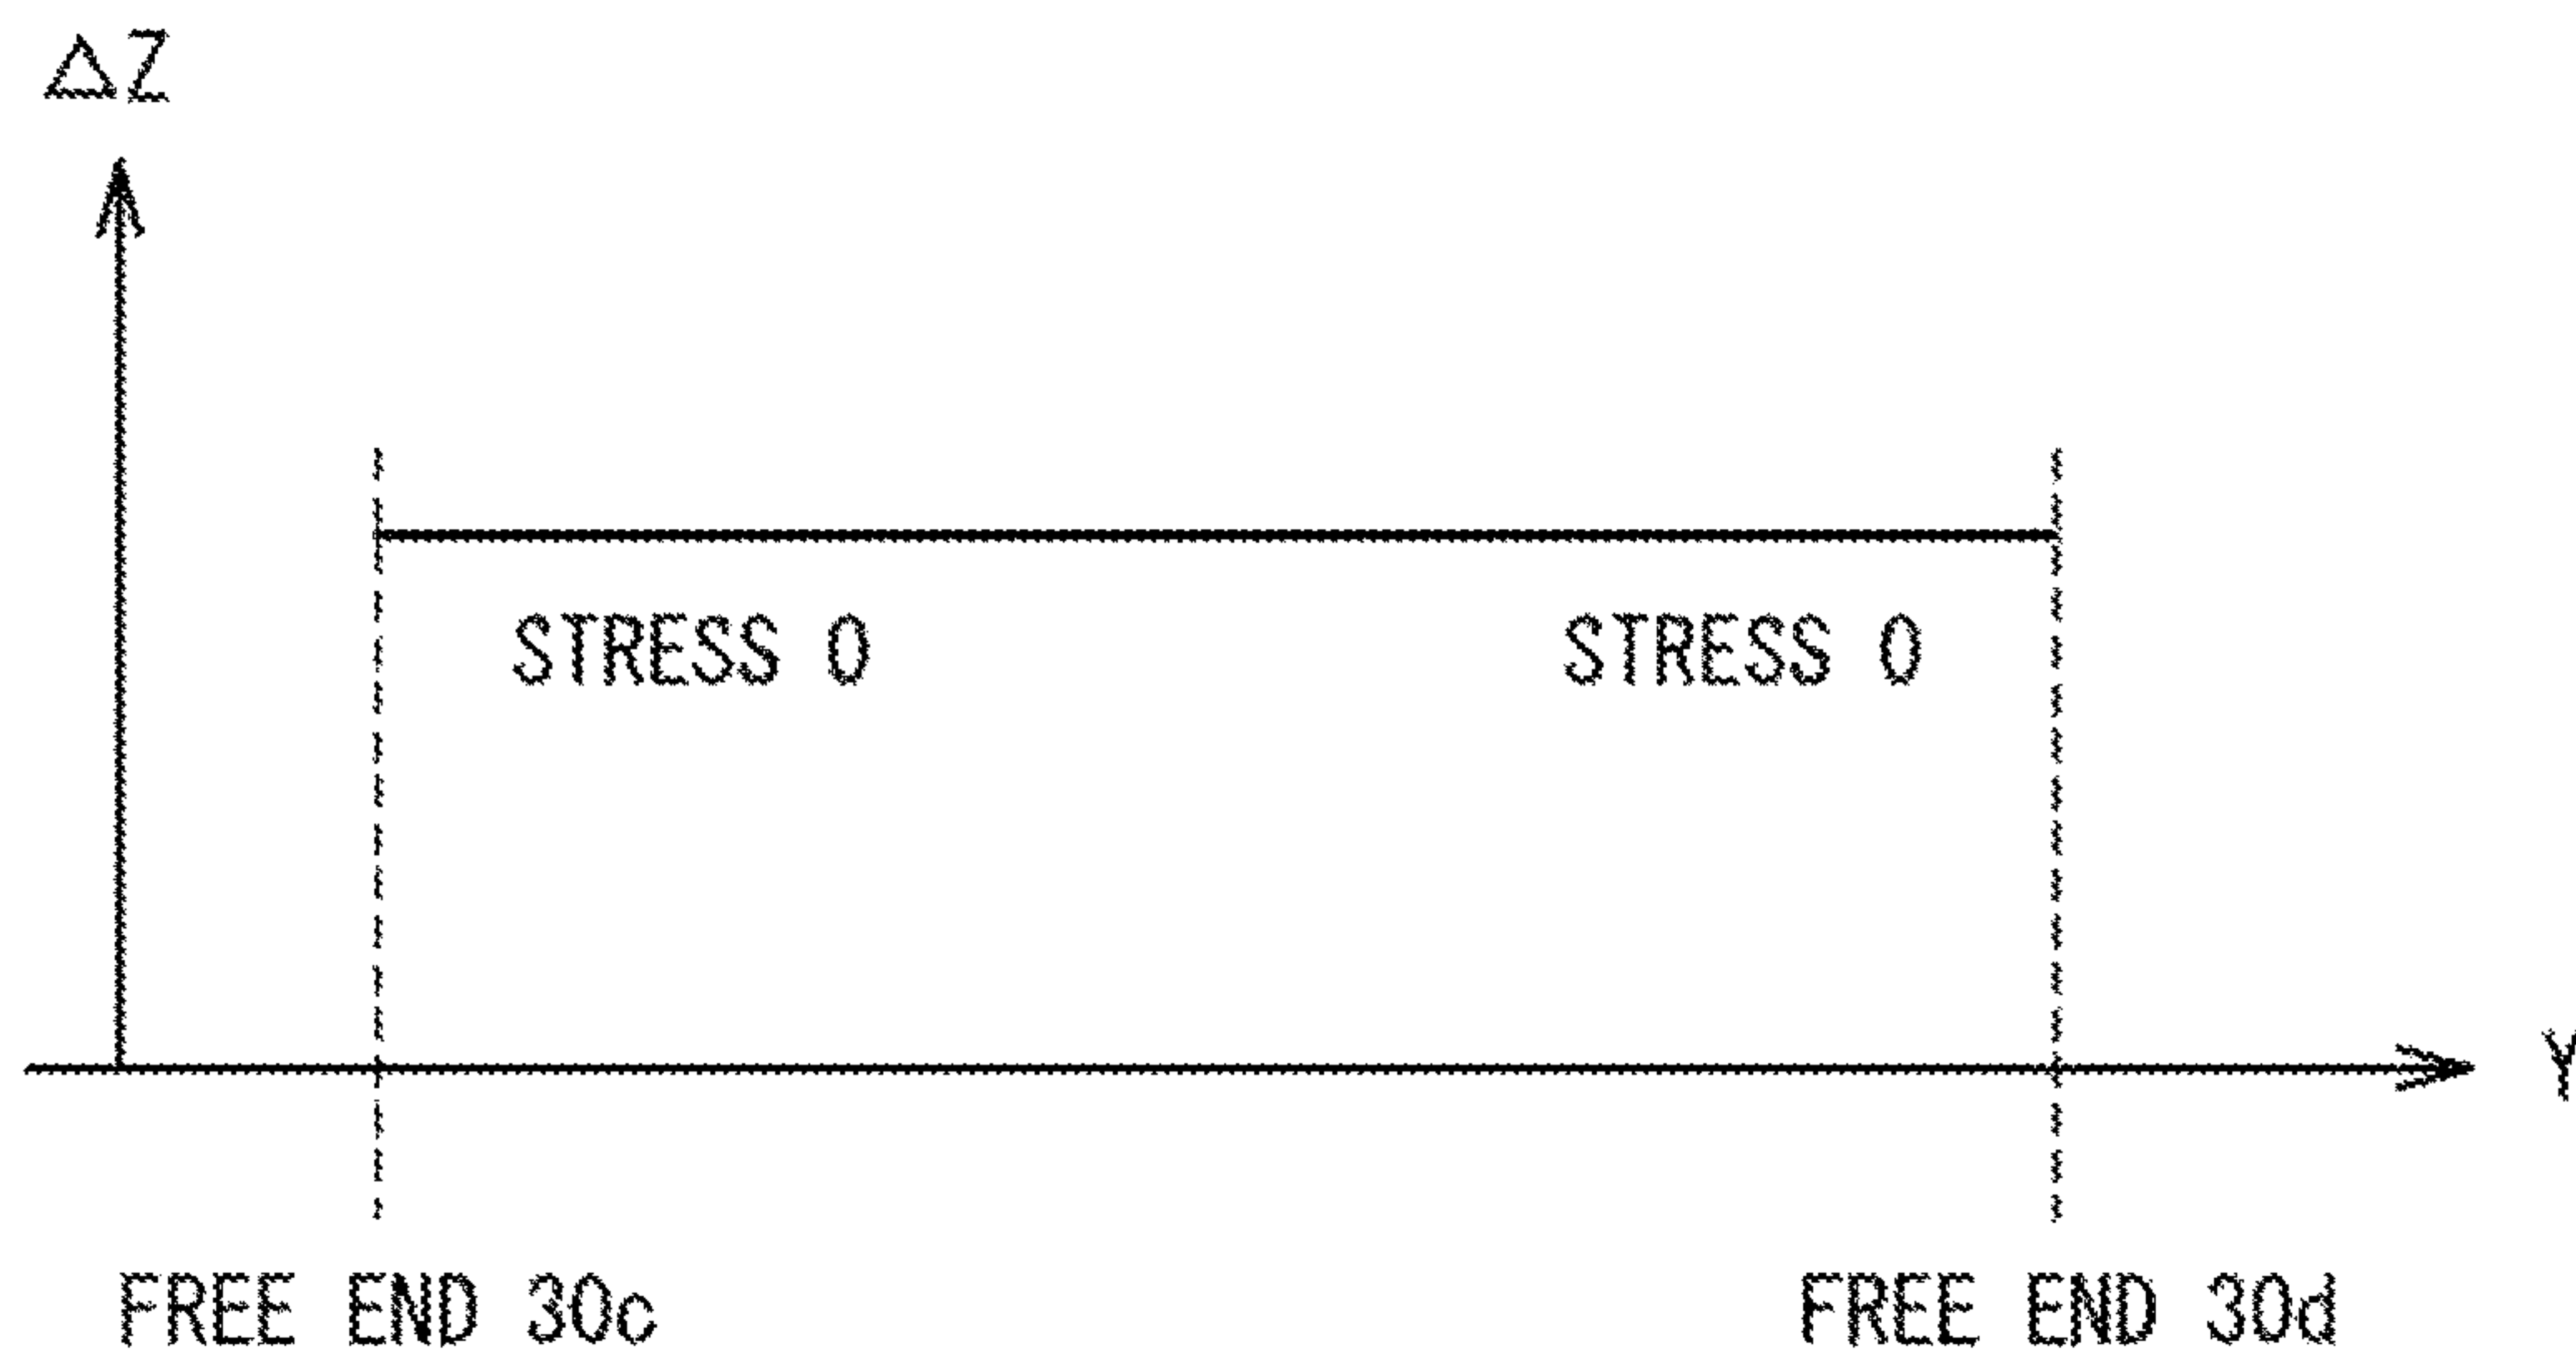 ΔZ
STRESS 0 STRESS 0
Y
FREE END 30c FREE END 30d